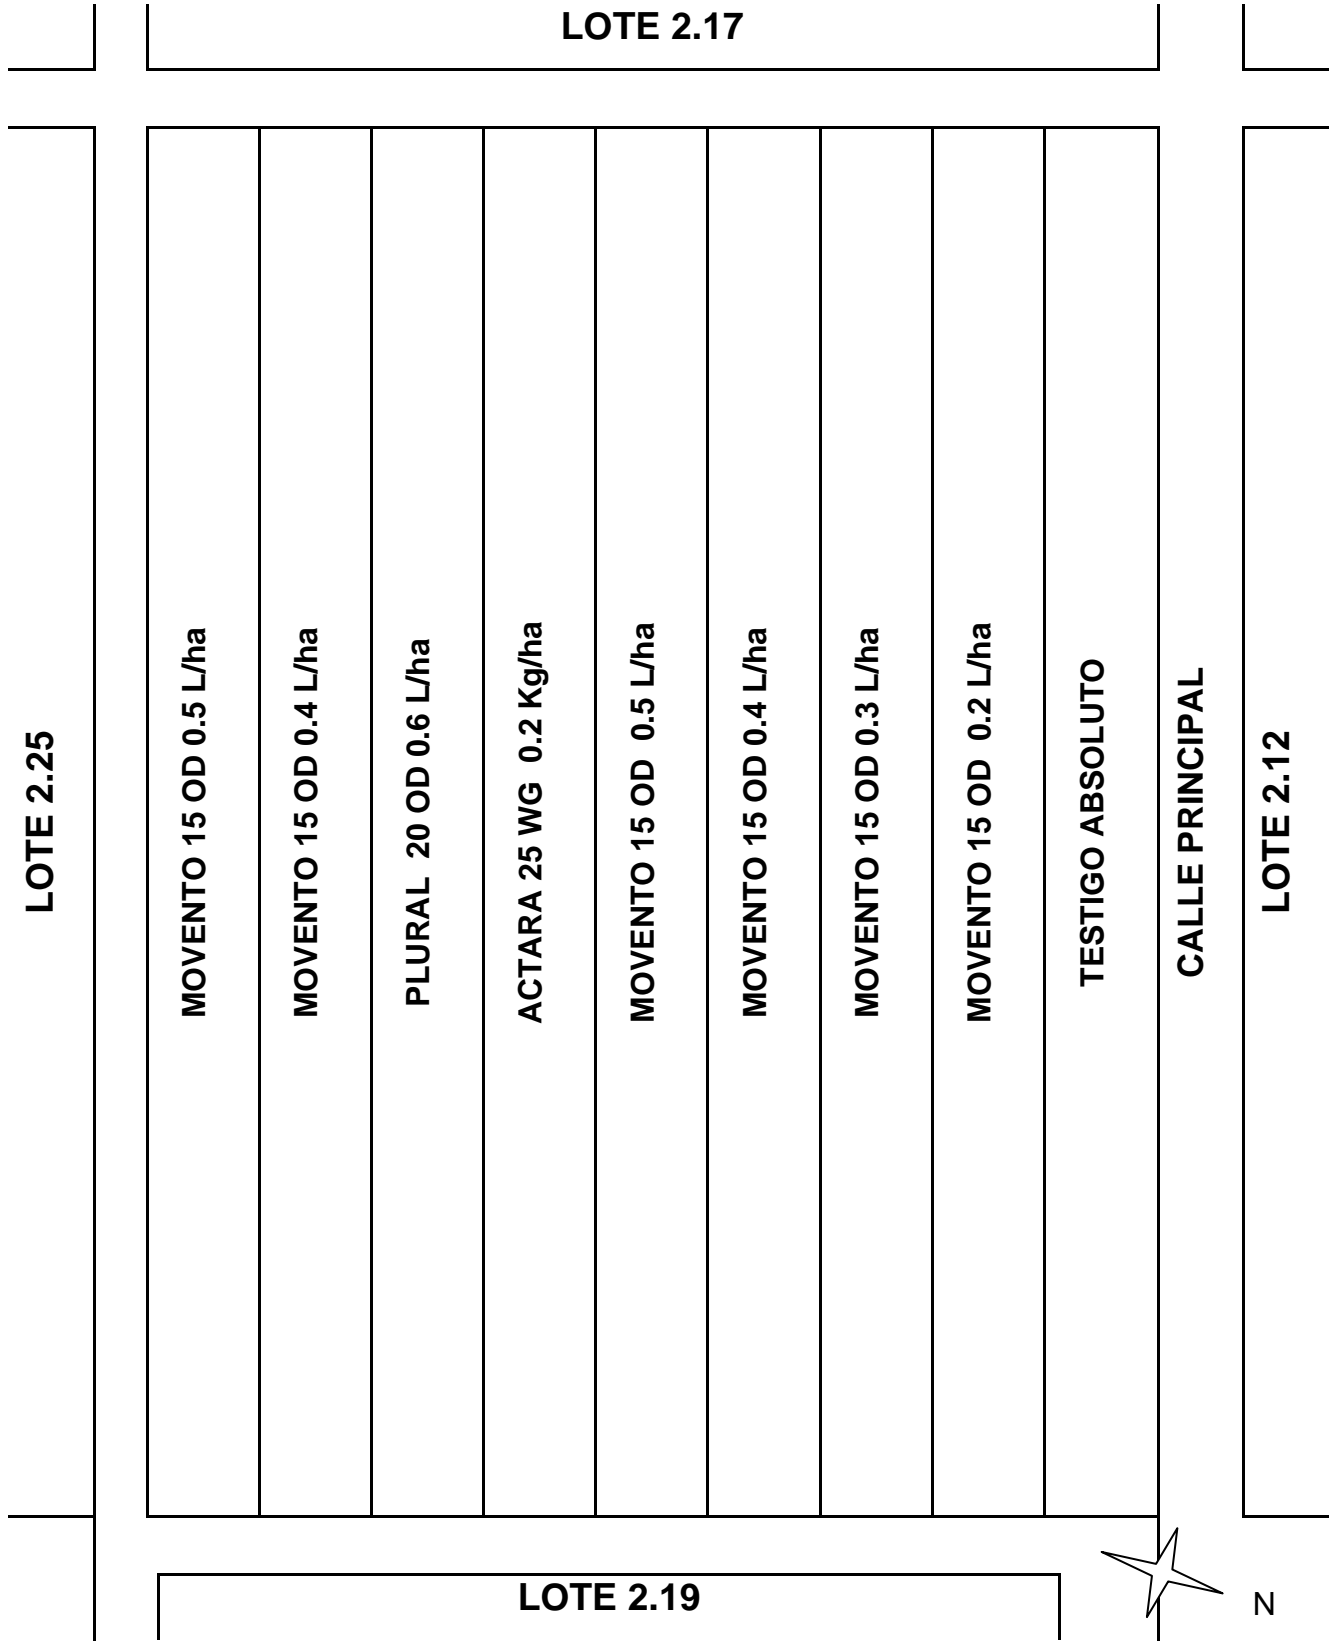 LOTE 2.17
LOTE 2.25
MOVENTO 15 OD 0.5 L/ha
MOVENTO 15 OD 0.4 L/ha
PLURAL  20 OD 0.6 L/ha
ACTARA 25 WG  0.2 Kg/ha
MOVENTO 15 OD  0.5 L/ha
MOVENTO 15 OD 0.4 L/ha
MOVENTO 15 OD 0.3 L/ha
MOVENTO 15 OD  0.2 L/ha
TESTIGO ABSOLUTO
CALLE PRINCIPAL
LOTE 2.12
LOTE 2.19
N